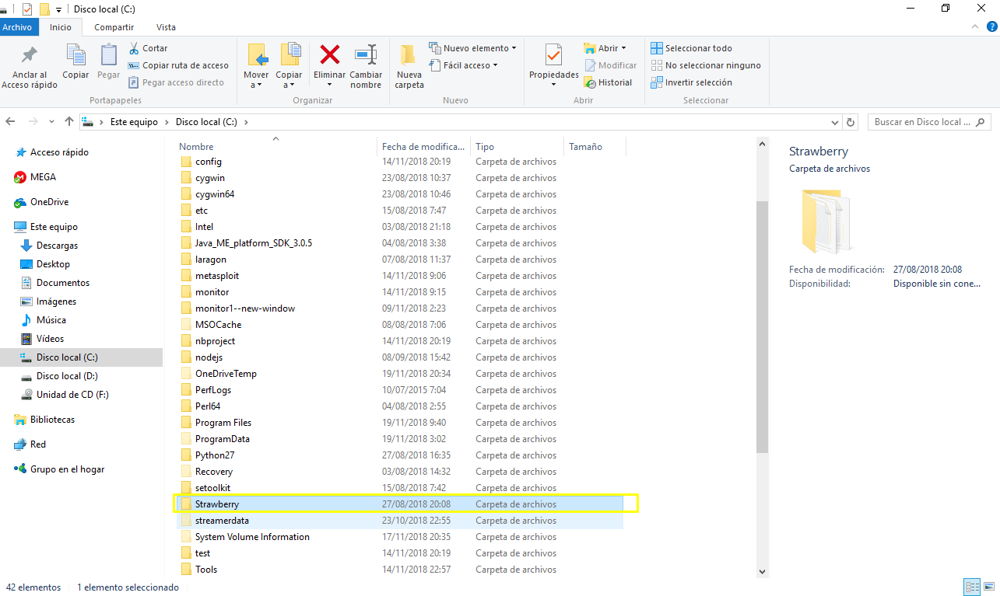 Disco local (C:)
Archivo Inicio Compartir Vista
Anclar al Acceso rápido
Copiar
Pegar
Cortar
Copiar ruta de acceso
Pegar acceso directo
Portapapeles
Mover a
Copiar a
Eliminar
Cambiar nombre
Organizar
Nueva carpeta
Nuevo elemento
Fácil acceso
Nuevo
Propiedades
Abrir
Modificar
Historial
Abrir
Seleccionar todo
No seleccionar ninguno
Invertir selección
Seleccionar
Este equipo > Disco local (C:) >
Buscar en Disco local ...
Acceso rápido
MEGA
OneDrive
Este equipo
Descargas
Desktop
Documentos
Imágenes
Música
Vídeos
Disco local (C:)
Disco local (D:)
Unidad de CD (F:)
Bibliotecas
Red
Grupo en el hogar
Nombre Fecha de modifica... Tipo Tamaño
config 14/11/2018 20:19 Carpeta de archivos
cygwin 23/08/2018 10:37 Carpeta de archivos
cygwin64 23/08/2018 10:46 Carpeta de archivos
etc 15/08/2018 7:47 Carpeta de archivos
Intel 03/08/2018 21:18 Carpeta de archivos
Java_ME_platform_SDK_3.0.5 04/08/2018 3:38 Carpeta de archivos
laragon 07/08/2018 11:37 Carpeta de archivos
metasploit 14/11/2018 9:06 Carpeta de archivos
monitor 14/11/2018 9:15 Carpeta de archivos
monitor1--new-window 09/11/2018 2:23 Carpeta de archivos
MSOCache 08/08/2018 7:06 Carpeta de archivos
nbproject 14/11/2018 20:19 Carpeta de archivos
nodejs 08/09/2018 15:42 Carpeta de archivos
OneDriveTemp 19/11/2018 20:34 Carpeta de archivos
PerfLogs 10/07/2015 7:04 Carpeta de archivos
Perl64 04/08/2018 2:55 Carpeta de archivos
Program Files 19/11/2018 9:40 Carpeta de archivos
ProgramData 19/11/2018 3:02 Carpeta de archivos
Python27 27/08/2018 16:35 Carpeta de archivos
Recovery 03/08/2018 14:32 Carpeta de archivos
setoolkit 15/08/2018 7:42 Carpeta de archivos
Strawberry 27/08/2018 20:08 Carpeta de archivos
streamerdata 23/10/2018 22:55 Carpeta de archivos
System Volume Information 17/11/2018 20:35 Carpeta de archivos
test 14/11/2018 20:19 Carpeta de archivos
Tools 14/11/2018 22:57 Carpeta de archivos
Strawberry
Carpeta de archivos
Fecha de modificación: 27/08/2018 20:08
Disponibilidad: Disponible sin cone...
42 elementos 1 elemento seleccionado